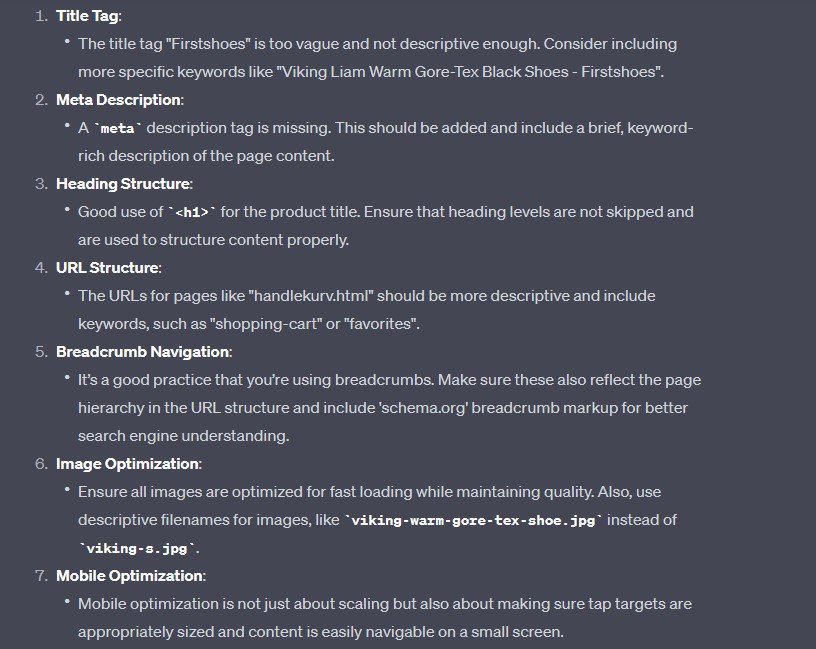 1. Title Tag:
• The title tag "Firstshoes" is too vague and not descriptive enough. Consider including
more specific keywords like "Viking Liam Warm Gore-Tex Black Shoes - Firstshoes".
2. Meta Description:
• A `meta` description tag is missing. This should be added and include a brief, keyword-
rich description of the page content.
3. Heading Structure:
• Good use of `<h1>` for the product title. Ensure that heading levels are not skipped and
are used to structure content properly.
4. URL Structure:
• The URLs for pages like "handlekurv.html" should be more descriptive and include
keywords, such as "shopping-cart" or "favorites".
5. Breadcrumb Navigation:
• It's a good practice that you're using breadcrumbs. Make sure these also reflect the page
hierarchy in the URL structure and include 'schema.org' breadcrumb markup for better
search engine understanding.
6. Image Optimization:
• Ensure all images are optimized for fast loading while maintaining quality. Also, use
descriptive filenames for images, like `viking-warm-gore-tex-shoe.jpg` instead of
`viking-s.jpg`.
7. Mobile Optimization:
• Mobile optimization is not just about scaling but also about making sure tap targets are
appropriately sized and content is easily navigable on a small screen.